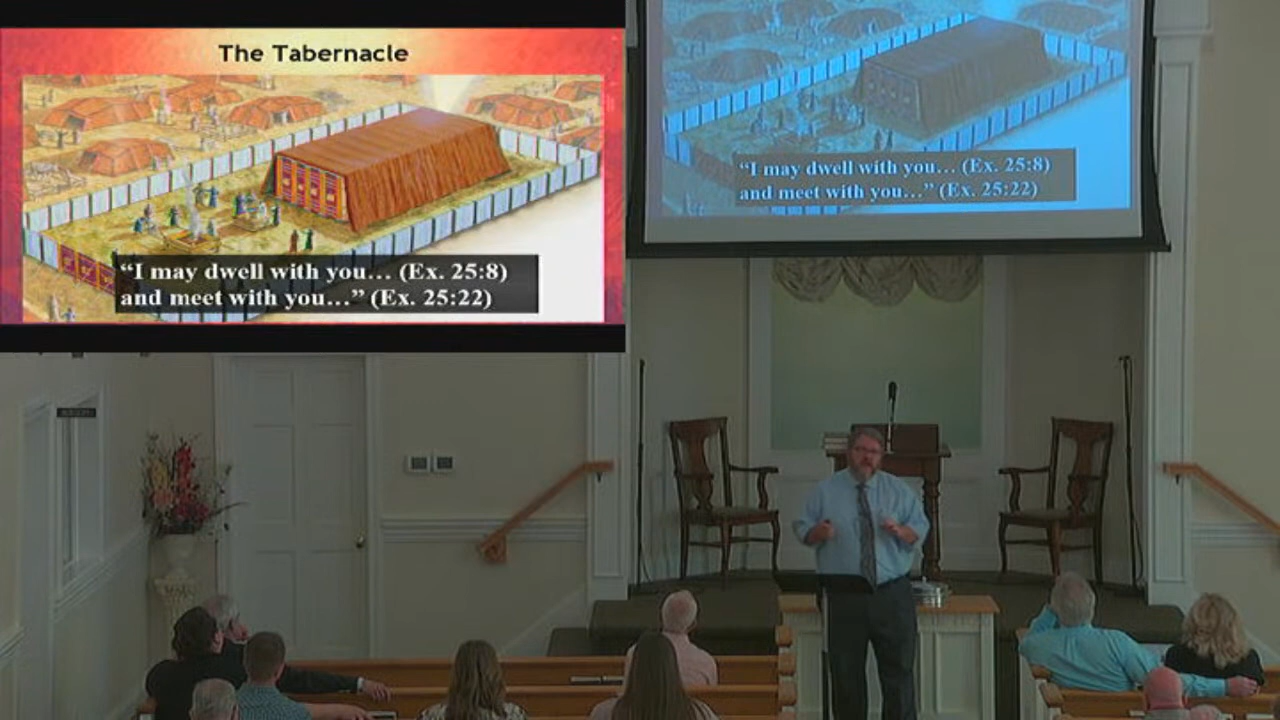 The Tabernacle
“I may dwell with you… (Ex. 25:8)
and meet with you…” (Ex. 25:22)
“I may dwell with you… (Ex. 25:8)
and meet with you…” (Ex. 25:22)